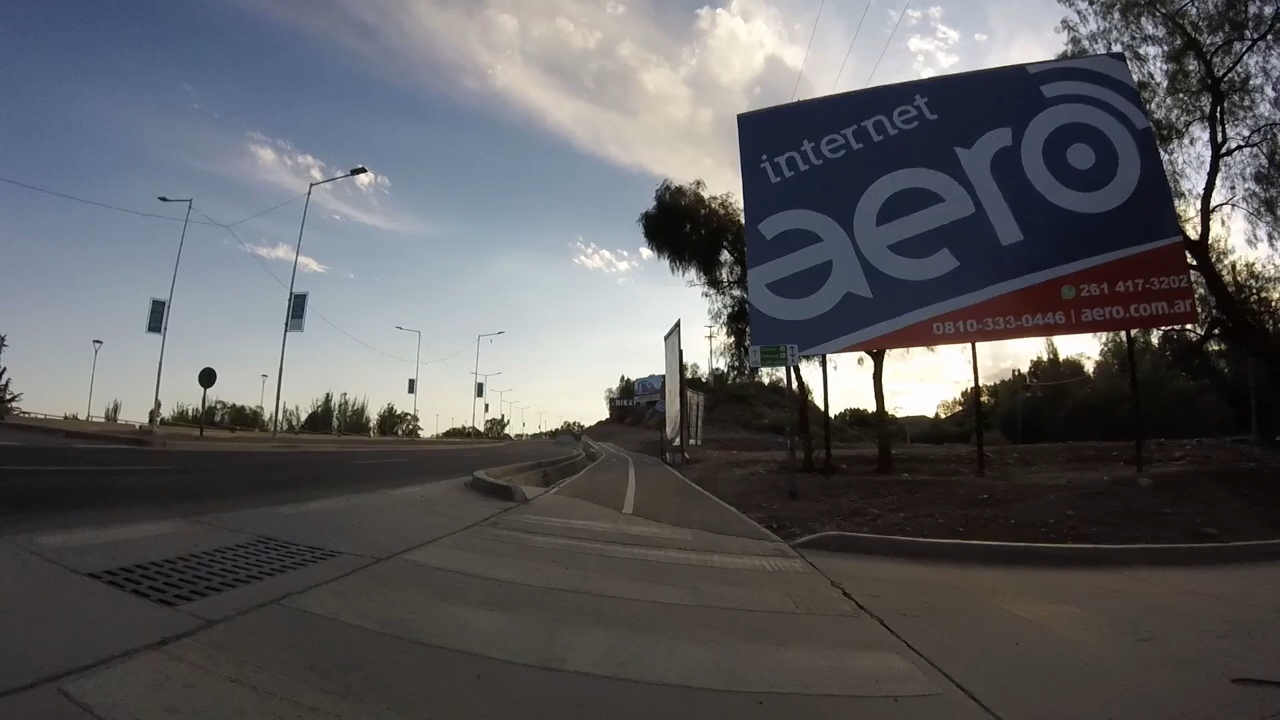 internet
aero
261 417-3202
0810-333-0446 | aero.com.ar